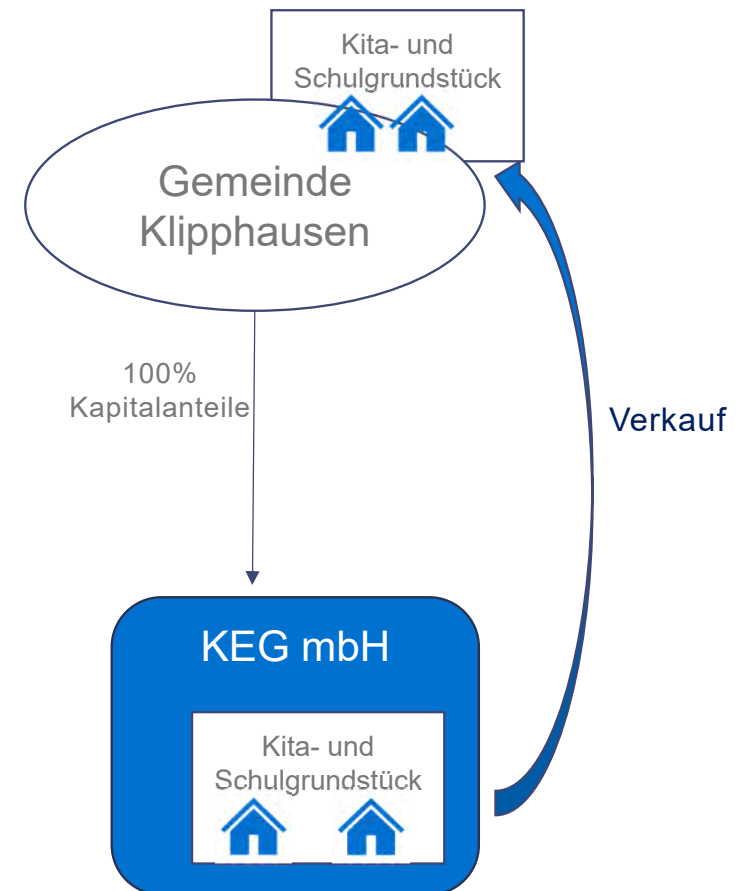 Kita- und
Schulgrundstück
Gemeinde
Klipphausen
100%
Kapitalanteile
Verkauf
KEG mbH
Kita- und
Schulgrundstück